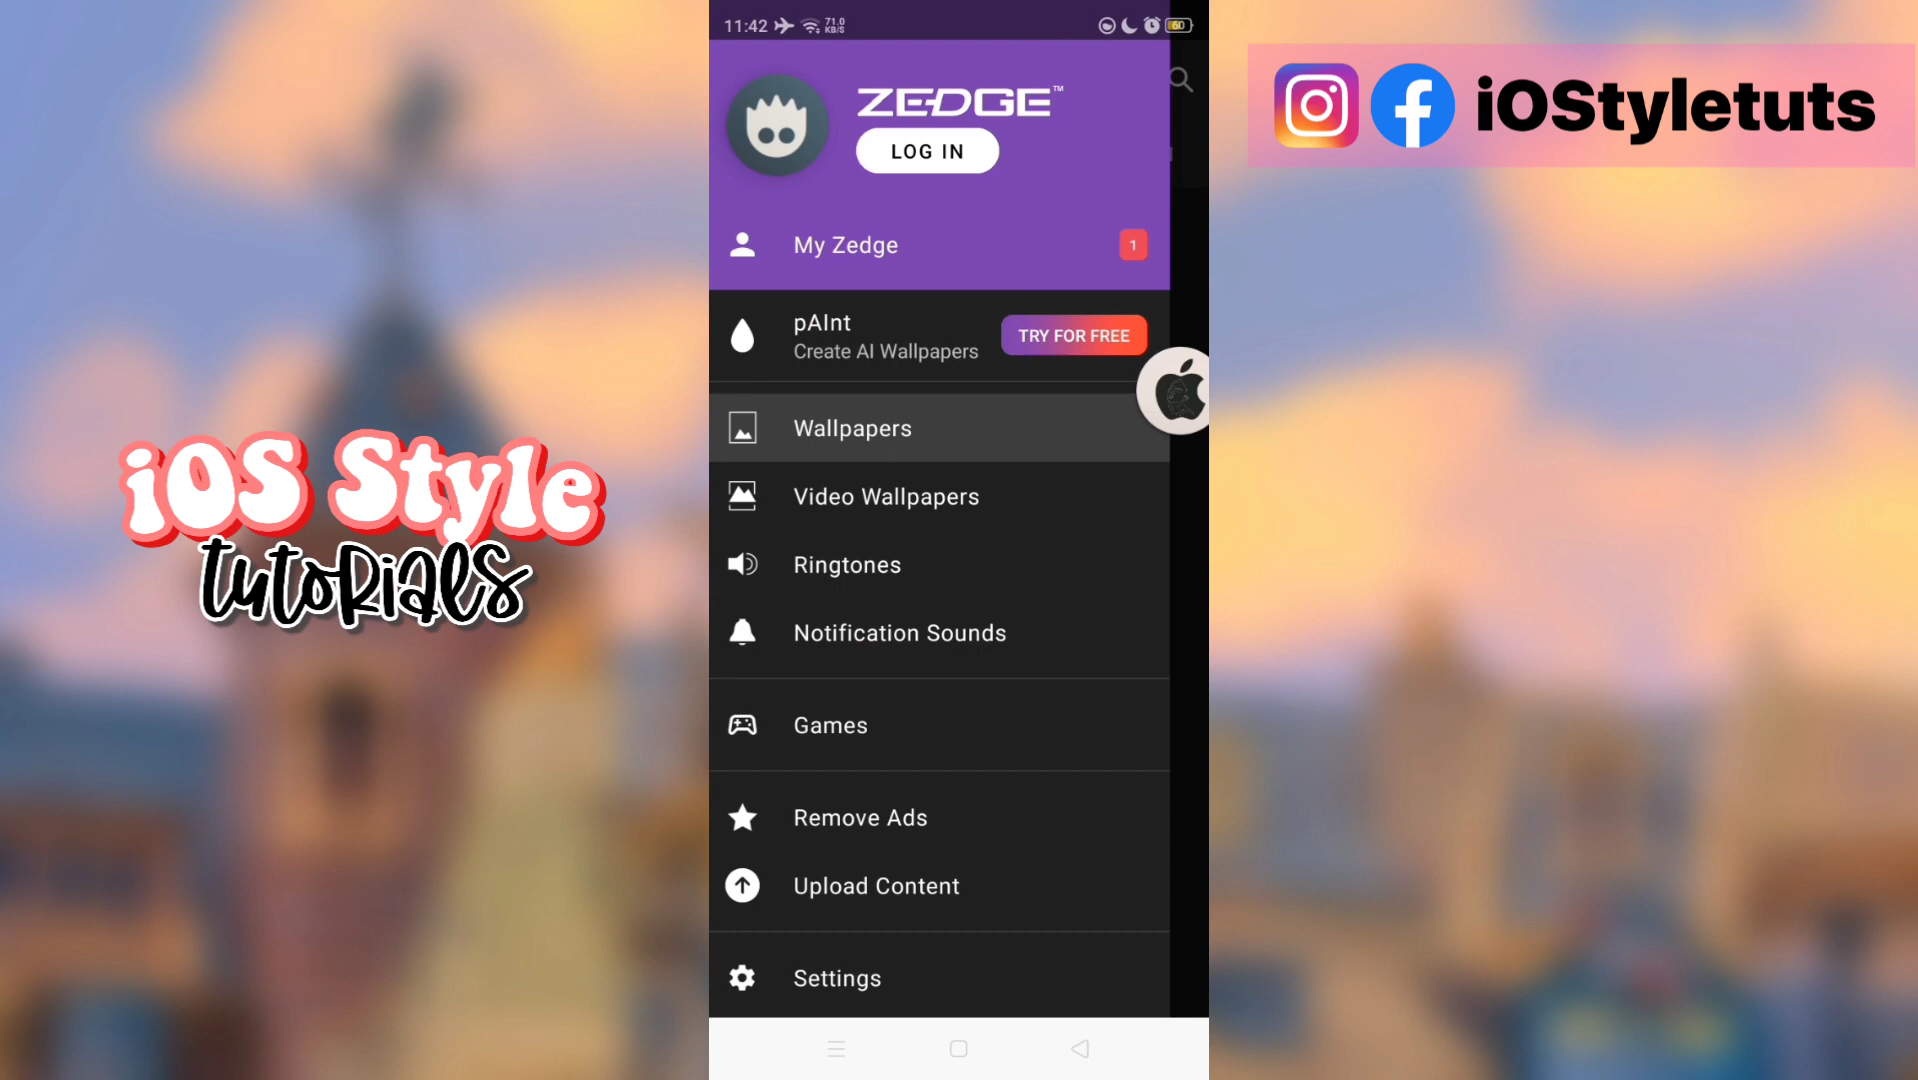 11:42 71.0 KB/S 60
ZEDGE™
LOG IN
My Zedge 1
pAInt
Create AI Wallpapers
TRY FOR FREE
Wallpapers
Video Wallpapers
Ringtones
Notification Sounds
Games
Remove Ads
Upload Content
Settings
iOS Style
tutoRials
iOStyletuts